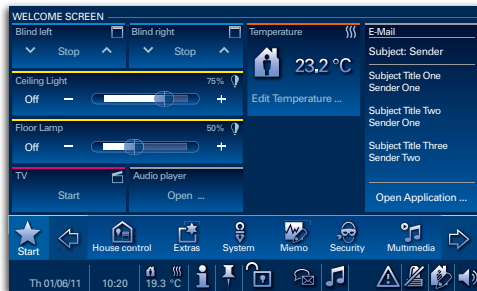 WELCOME SCREEN
Blind left
Stop
Blind right
Stop
Temperature
23.2 °C
Edit Temperature ...
E-Mail
Subject: Sender
Subject Title One
Sender One
Subject Title Two
Sender One
Subject Title Three
Sender Two
Open Application ...
Ceiling Light
75%
Off
Floor Lamp
50%
Off
TV
Start
Audio player
Open ...
Start
House control
Extras
System
Memo
Security
Multimedia
Th 01/06/11
10:20
19.3 °C